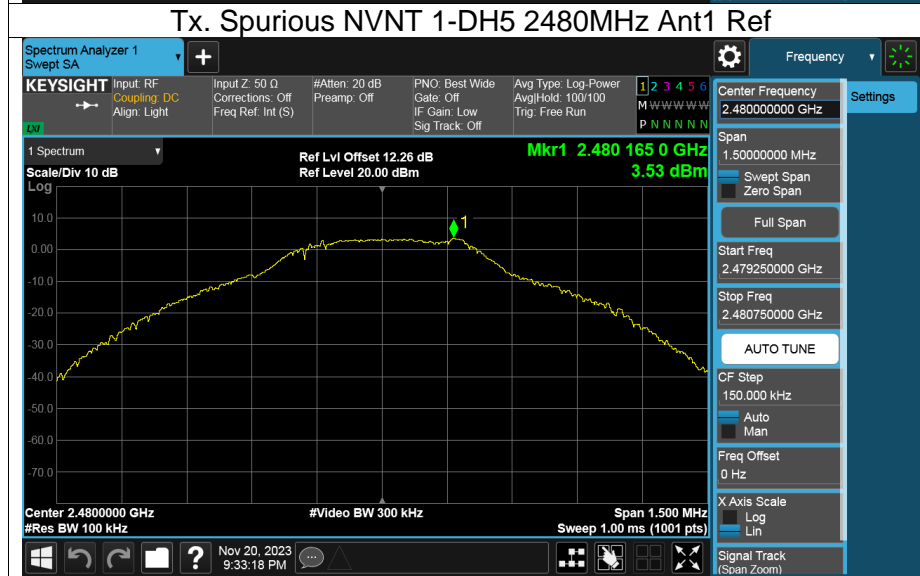 Tx. Spurious NVNT 1-DH5 2480MHz Ant1 Ref
Spectrum Analyzer 1
Swept SA
+
Frequency
KEYSIGHT
Input: RF
Coupling: DC
Align: Light
Input Z: 50 Ω
Corrections: Off
Freq Ref: Int (S)
#Atten: 20 dB
Preamp: Off
PNO: Best Wide
Gate: Off
IF Gain: Low
Sig Track: Off
Avg Type: Log-Power
Avg|Hold: 100/100
Trig: Free Run
1 2 3 4 5 6
M W W W W W
P N N N N N
LXI
Center Frequency
2.480000000 GHz
Settings
1 Spectrum
Ref Lvl Offset 12.26 dB
Mkr1 2.480 165 0 GHz
Scale/Div 10 dB
Ref Level 20.00 dBm
3.53 dBm
Log
10.0
0.00
-10.0
-20.0
-30.0
-40.0
-50.0
-60.0
-70.0
1
Span
1.50000000 MHz
Swept Span
Zero Span
Full Span
Start Freq
2.479250000 GHz
Stop Freq
2.480750000 GHz
AUTO TUNE
CF Step
150.000 kHz
Auto
Man
Freq Offset
0 Hz
X Axis Scale
Log
Lin
Signal Track
(Span Zoom)
Center 2.4800000 GHz
#Video BW 300 kHz
Span 1.500 MHz
#Res BW 100 kHz
Sweep 1.00 ms (1001 pts)
?
Nov 20, 2023
9:33:18 PM